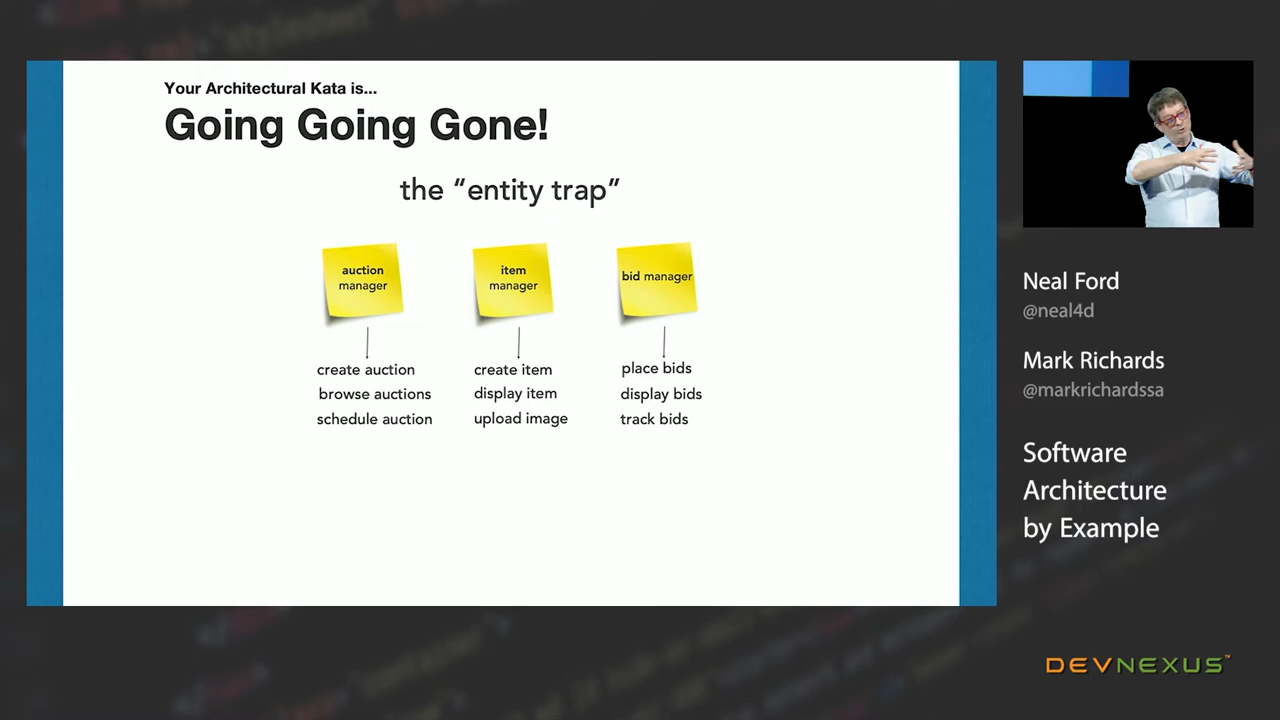 Your Architectural Kata is...
Going Going Gone!
the “entity trap”
auction
manager
item
manager
bid manager
create auction
browse auctions
schedule auction
create item
display item
upload image
place bids
display bids
track bids
Neal Ford
@neal4d
Mark Richards
@markrichardssa
Software
Architecture
by Example
DEVNEXUS™